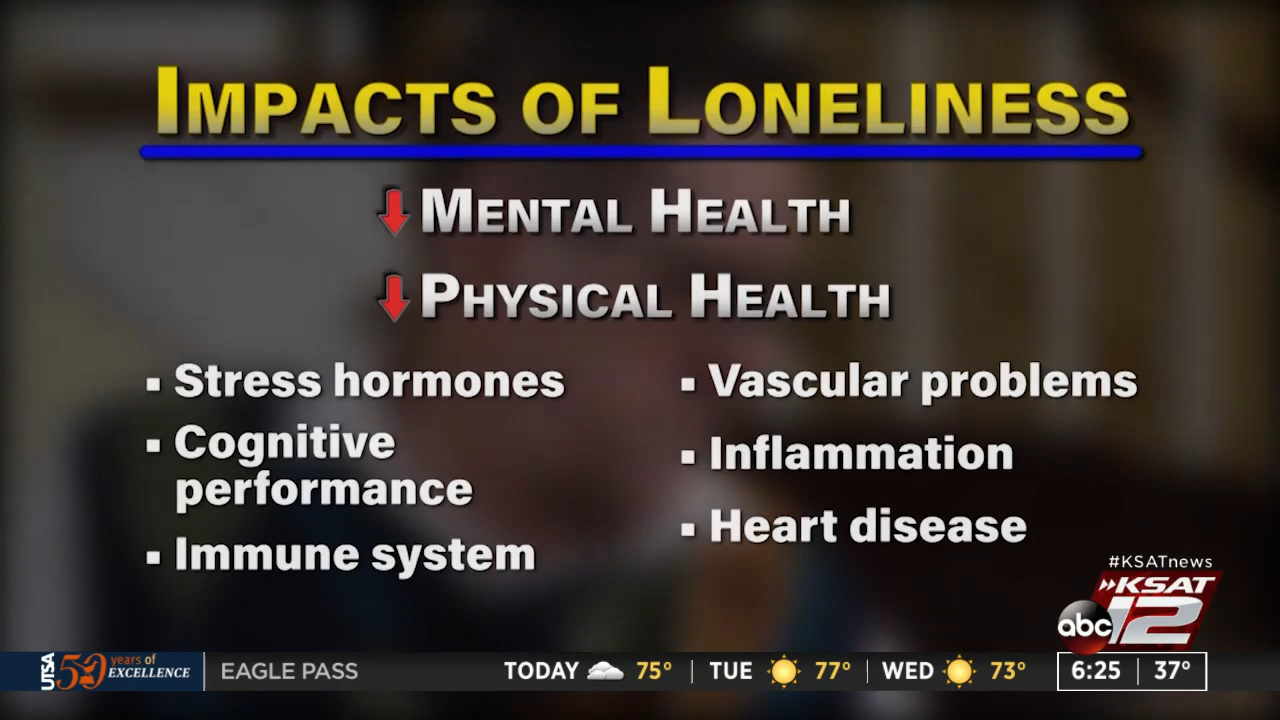 IMPACTS OF LONELINESS
MENTAL HEALTH
PHYSICAL HEALTH
▪ Stress hormones
▪ Cognitive
performance
▪ Immune system
▪ Vascular problems
▪ Inflammation
▪ Heart disease
#KSATnews
KSAT
abc 12
UTSA 50 years of EXCELLENCE
EAGLE PASS
TODAY 75° | TUE 77° | WED 73°
6:25 | 37°